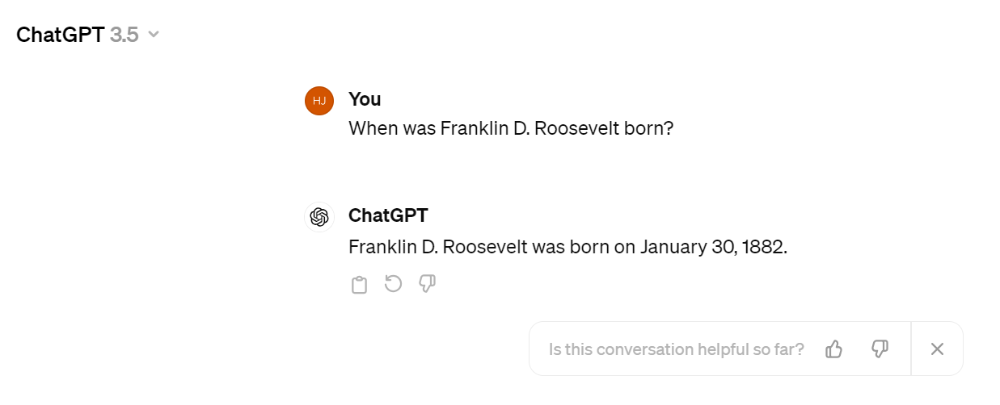 ChatGPT 3.5
HJ
You
When was Franklin D. Roosevelt born?
ChatGPT
Franklin D. Roosevelt was born on January 30, 1882.
Is this conversation helpful so far?